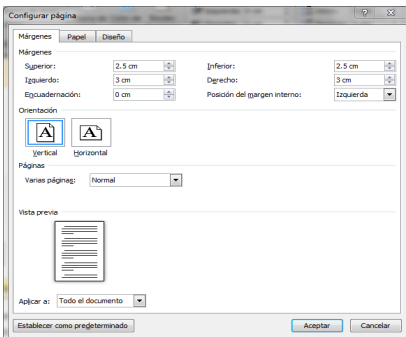 Configurar página
Márgenes Papel Diseño
Márgenes
Superior: 2.5 cm Inferior: 2.5 cm
Izquierdo: 3 cm Derecho: 3 cm
Encuadernación: 0 cm Posición del margen interno: Izquierda
Orientación
A A
Vertical Horizontal
Páginas
Varias páginas: Normal
Vista previa
Aplicar a: Todo el documento
Establecer como predeterminado Aceptar Cancelar